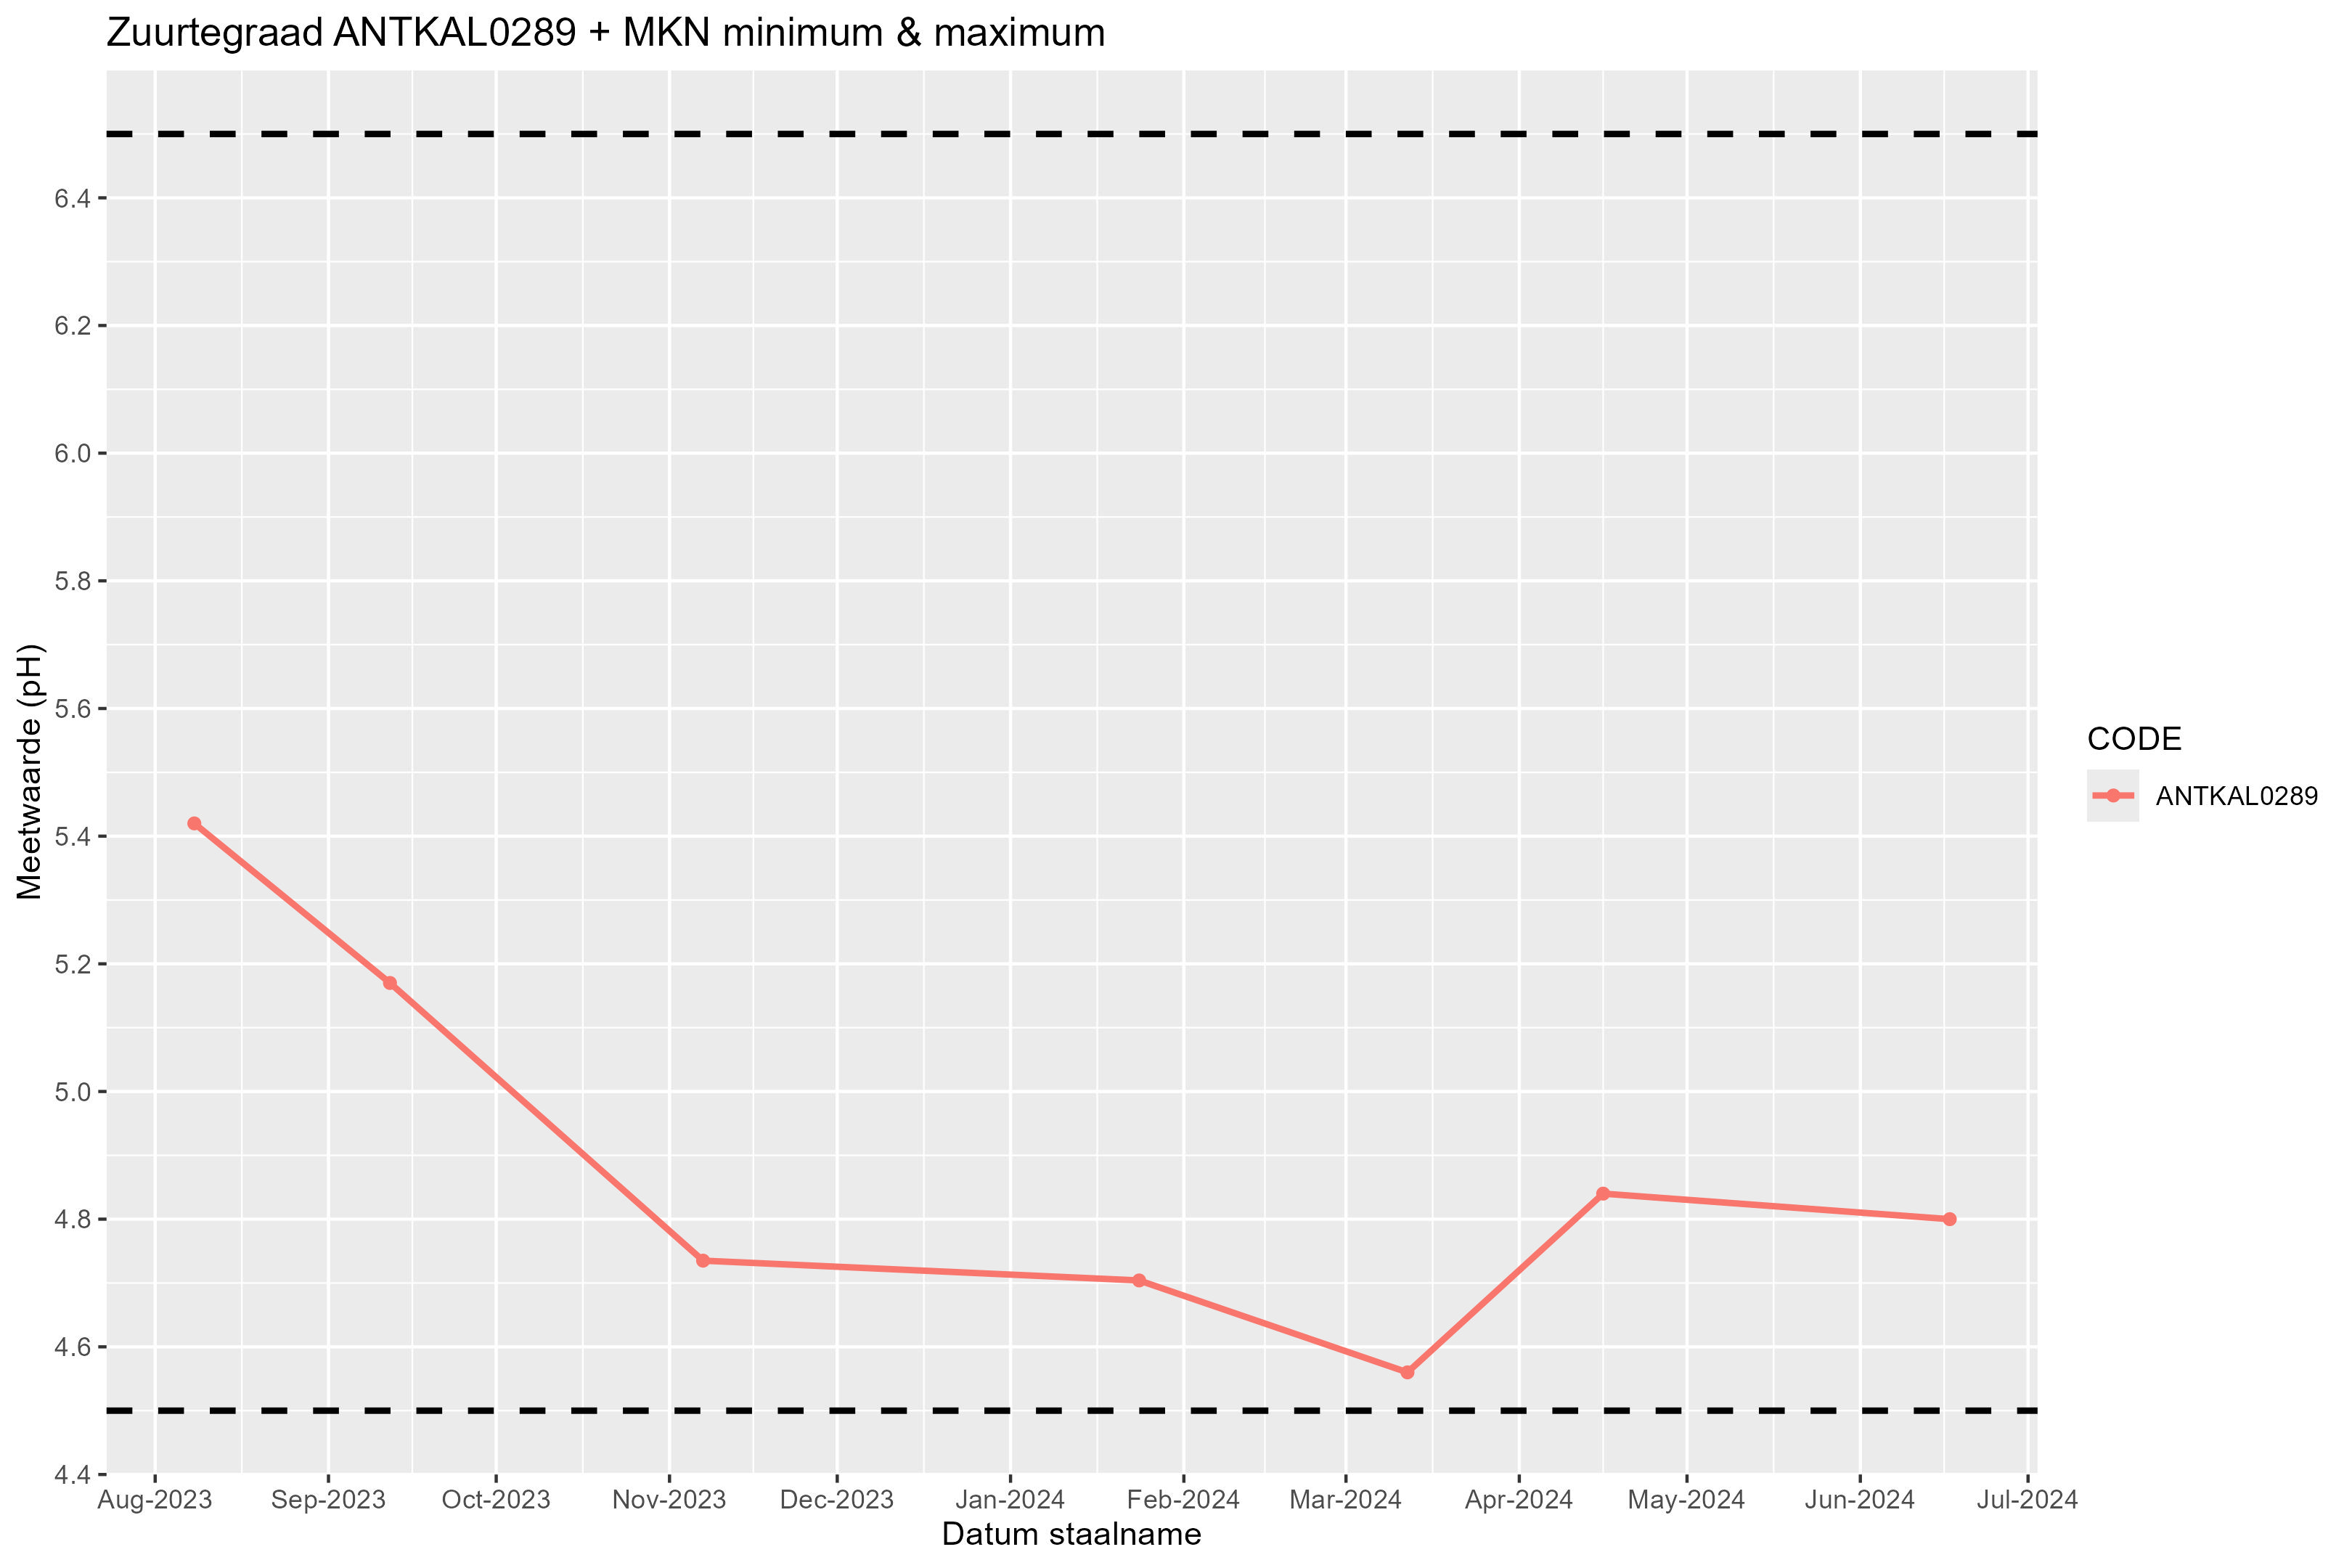 Zuurtegraad ANTKAL0289 + MKN minimum & maximum
Meetwaarde (pH)
6.4
6.2
6.0
5.8
5.6
5.4
5.2
5.0
4.8
4.6
4.4
Aug-2023 Sep-2023 Oct-2023 Nov-2023 Dec-2023 Jan-2024 Feb-2024 Mar-2024 Apr-2024 May-2024 Jun-2024 Jul-2024
Datum staalname
CODE
ANTKAL0289